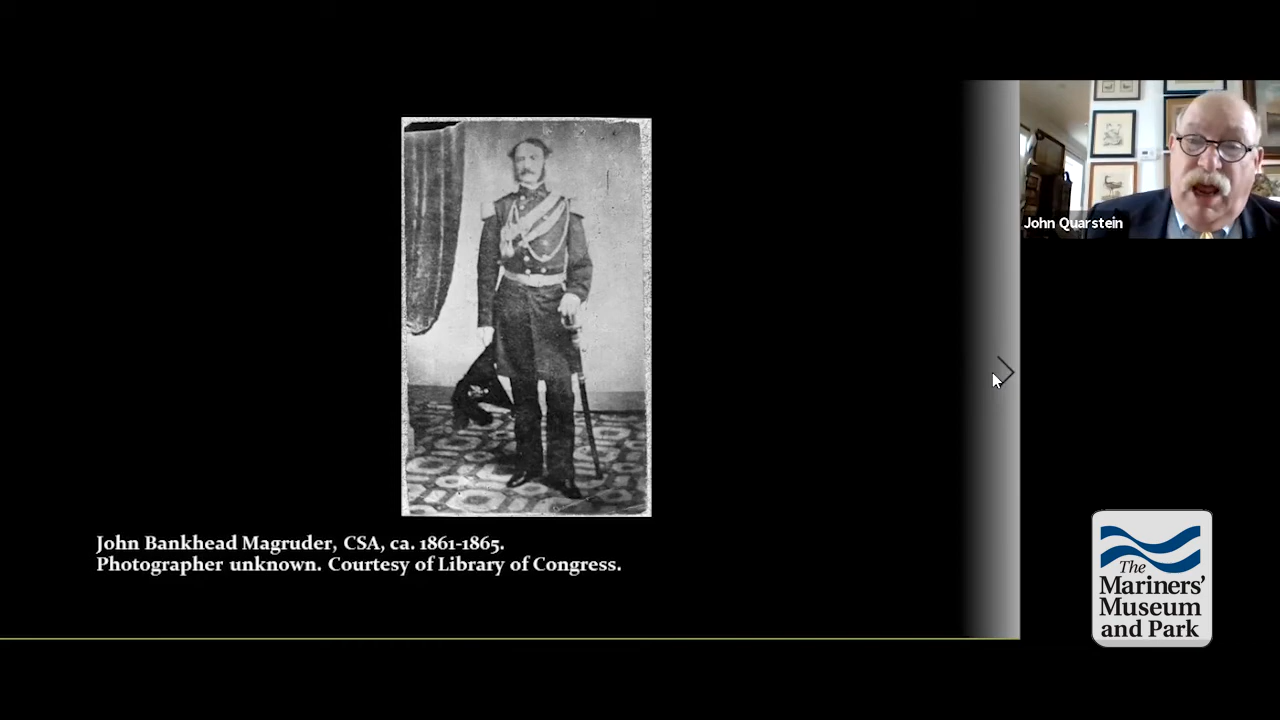 John Quarstein
John Bankhead Magruder, CSA, ca. 1861-1865.
Photographer unknown. Courtesy of Library of Congress.
The
Mariners'
Museum
and Park